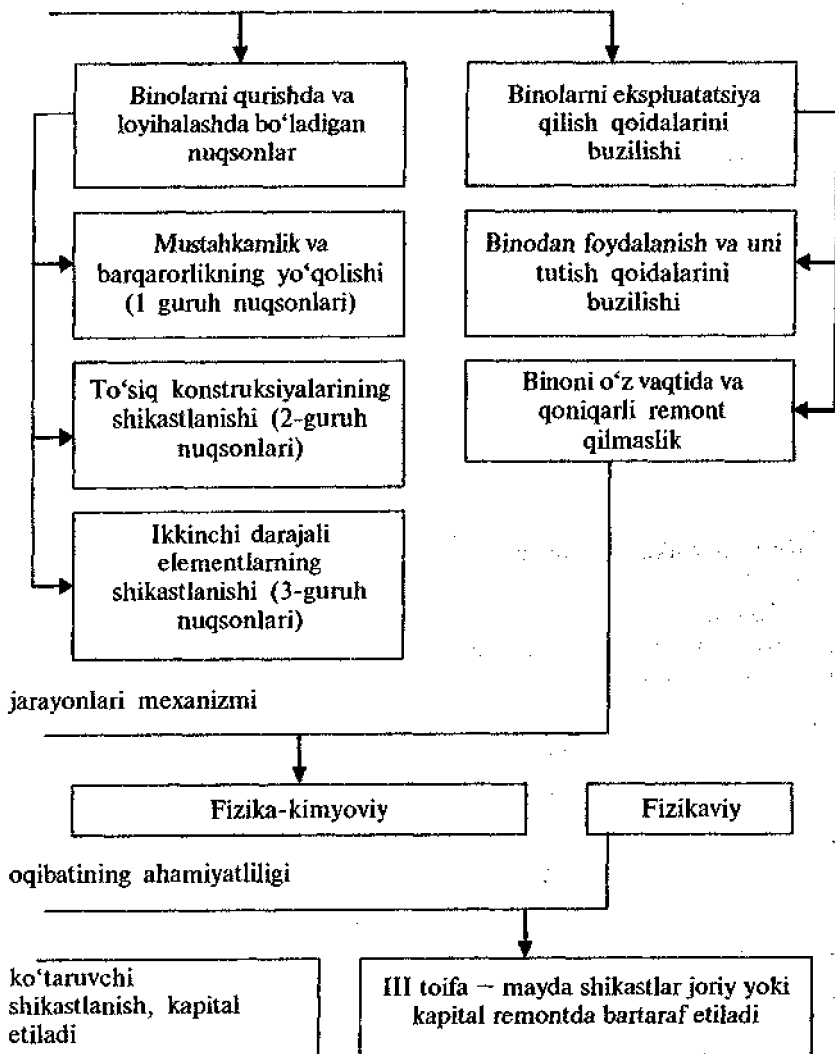 Binolarni qurishda va
loyihalashda bo‘ladigan
nuqsonlar
Binolarni ekspluatatsiya
qilish qoidalarini
buzilishi
Mustahkamlik va
barqarorlikning yo‘qolishi
(1 guruh nuqsonlari)
Binodan foydalanish va uni
tutish qoidalarini
buzilishi
To‘siq konstruksiyalarining
shikastlanishi (2-guruh
nuqsonlari)
Binoni o‘z vaqtida va
qoniqarli remont
qilmaslik
Ikkinchi darajali
elementlarning
shikastlanishi (3-guruh
nuqsonlari)
jarayonlari mexanizmi
Fizika-kimyoviy
Fizikaviy
oqibatining ahamiyatliligi
ko‘taruvchi
shikastlanish, kapital
etiladi
III toifa – mayda shikastlar joriy yoki
kapital remontda bartaraf etiladi